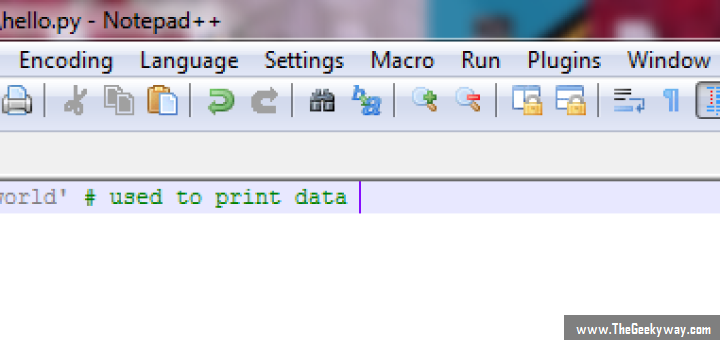 \hello.py - Notepad++
Encoding Language Settings Macro Run Plugins Window
world' # used to print data
www.TheGeekyway.com